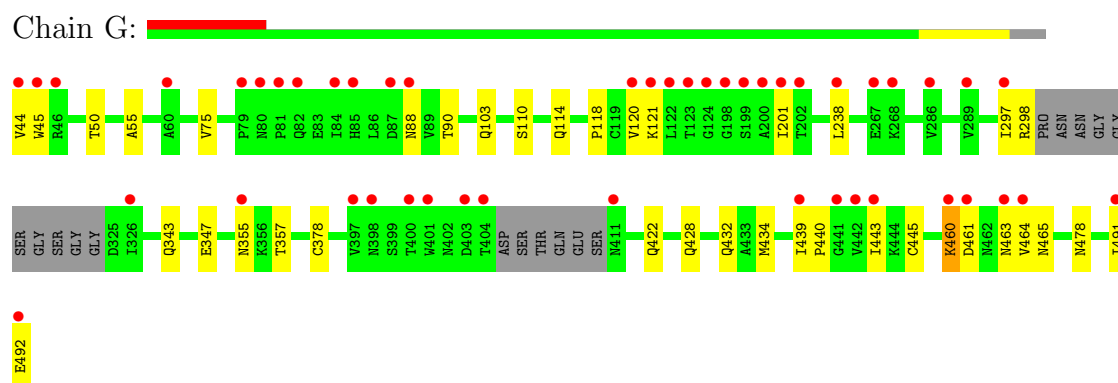 Chain G:
V44 W45 R46 T50 A55 A60 V75 P79 N80 P81 Q82 E83 I84 H85 L86 D87 N88 V89 T90 Q103 S110 Q114 P118 C119 V120 K121 L122 T123 G124 G198 S199 A200 I201 T202 L238 E267 K268 V286 V289 I297 R298 PRO ASN ASN GLY GLY
SER GLY SER GLY GLY D325 I326 Q343 E347 N355 K356 T357 C378 V397 N398 S399 T400 W401 N402 D403 T404 ASP SER THR GLN GLU SER N411 Q422 Q428 Q432 A433 M434 I439 P440 G441 V442 I443 K444 C445 K460 D461 N462 N463 V464 N465 N478 I491
E492